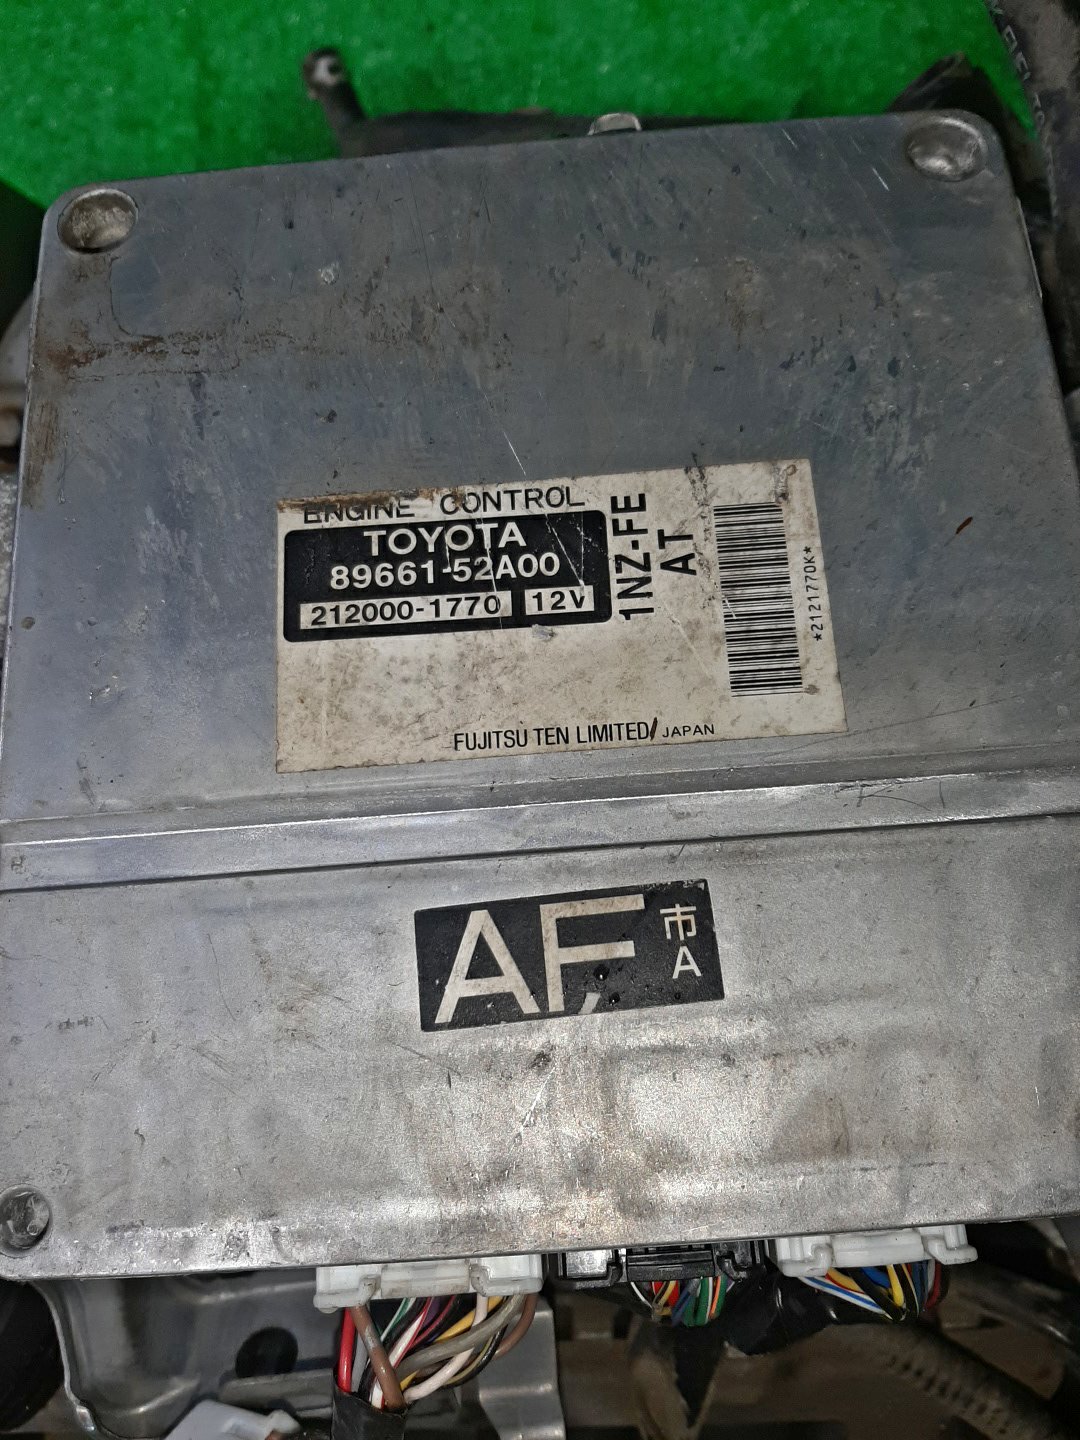 ENGINE CONTROL
TOYOTA
89661-52A00
212000-1770 12V
1NZ-FE
AT
*2121770K*
FUJITSU TEN LIMITED JAPAN
AF
市
A